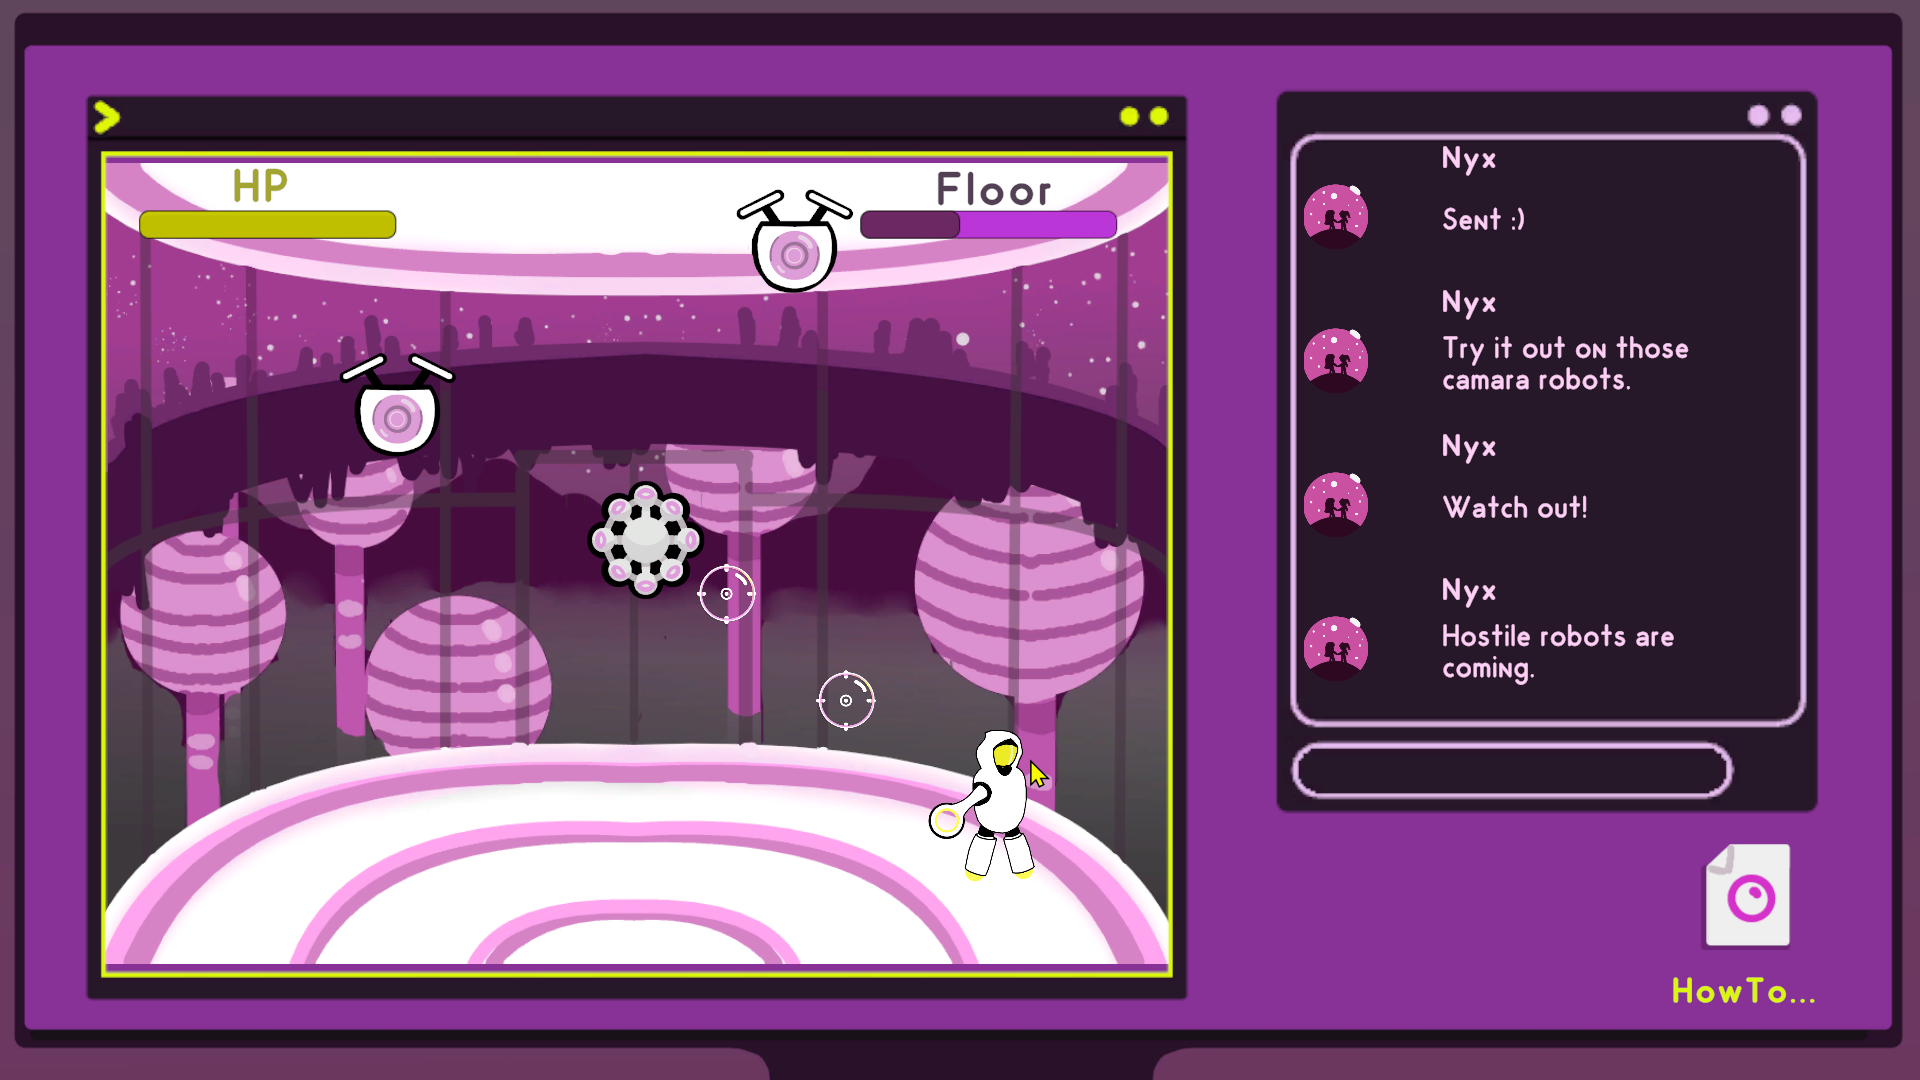 HP
Floor
Nyx
Sent :)
Nyx
Try it out on those
camara robots.
Nyx
Watch out!
Nyx
Hostile robots are
coming.
HowTo...